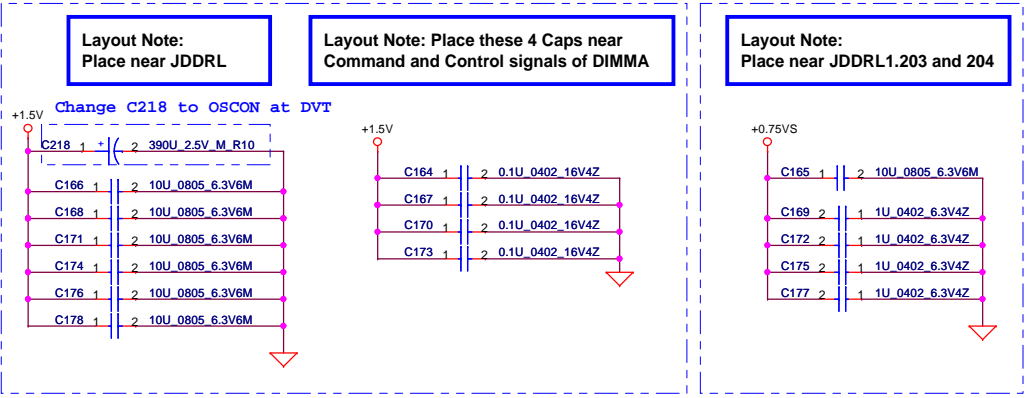 Layout Note:
Place near JDDRL
Layout Note: Place these 4 Caps near
Command and Control signals of DIMMA
Layout Note:
Place near JDDRL1.203 and 204
Change C218 to OSCON at DVT
+1.5V
C218 1 + 2 390U_2.5V_M_R10
C166 1 2 10U_0805_6.3V6M
C168 1 2 10U_0805_6.3V6M
C171 1 2 10U_0805_6.3V6M
C174 1 2 10U_0805_6.3V6M
C176 1 2 10U_0805_6.3V6M
C178 1 2 10U_0805_6.3V6M
+1.5V
C164 1 2 0.1U_0402_16V4Z
C167 1 2 0.1U_0402_16V4Z
C170 1 2 0.1U_0402_16V4Z
C173 1 2 0.1U_0402_16V4Z
+0.75VS
C165 1 2 10U_0805_6.3V6M
C169 2 1 1U_0402_6.3V4Z
C172 2 1 1U_0402_6.3V4Z
C175 2 1 1U_0402_6.3V4Z
C177 2 1 1U_0402_6.3V4Z